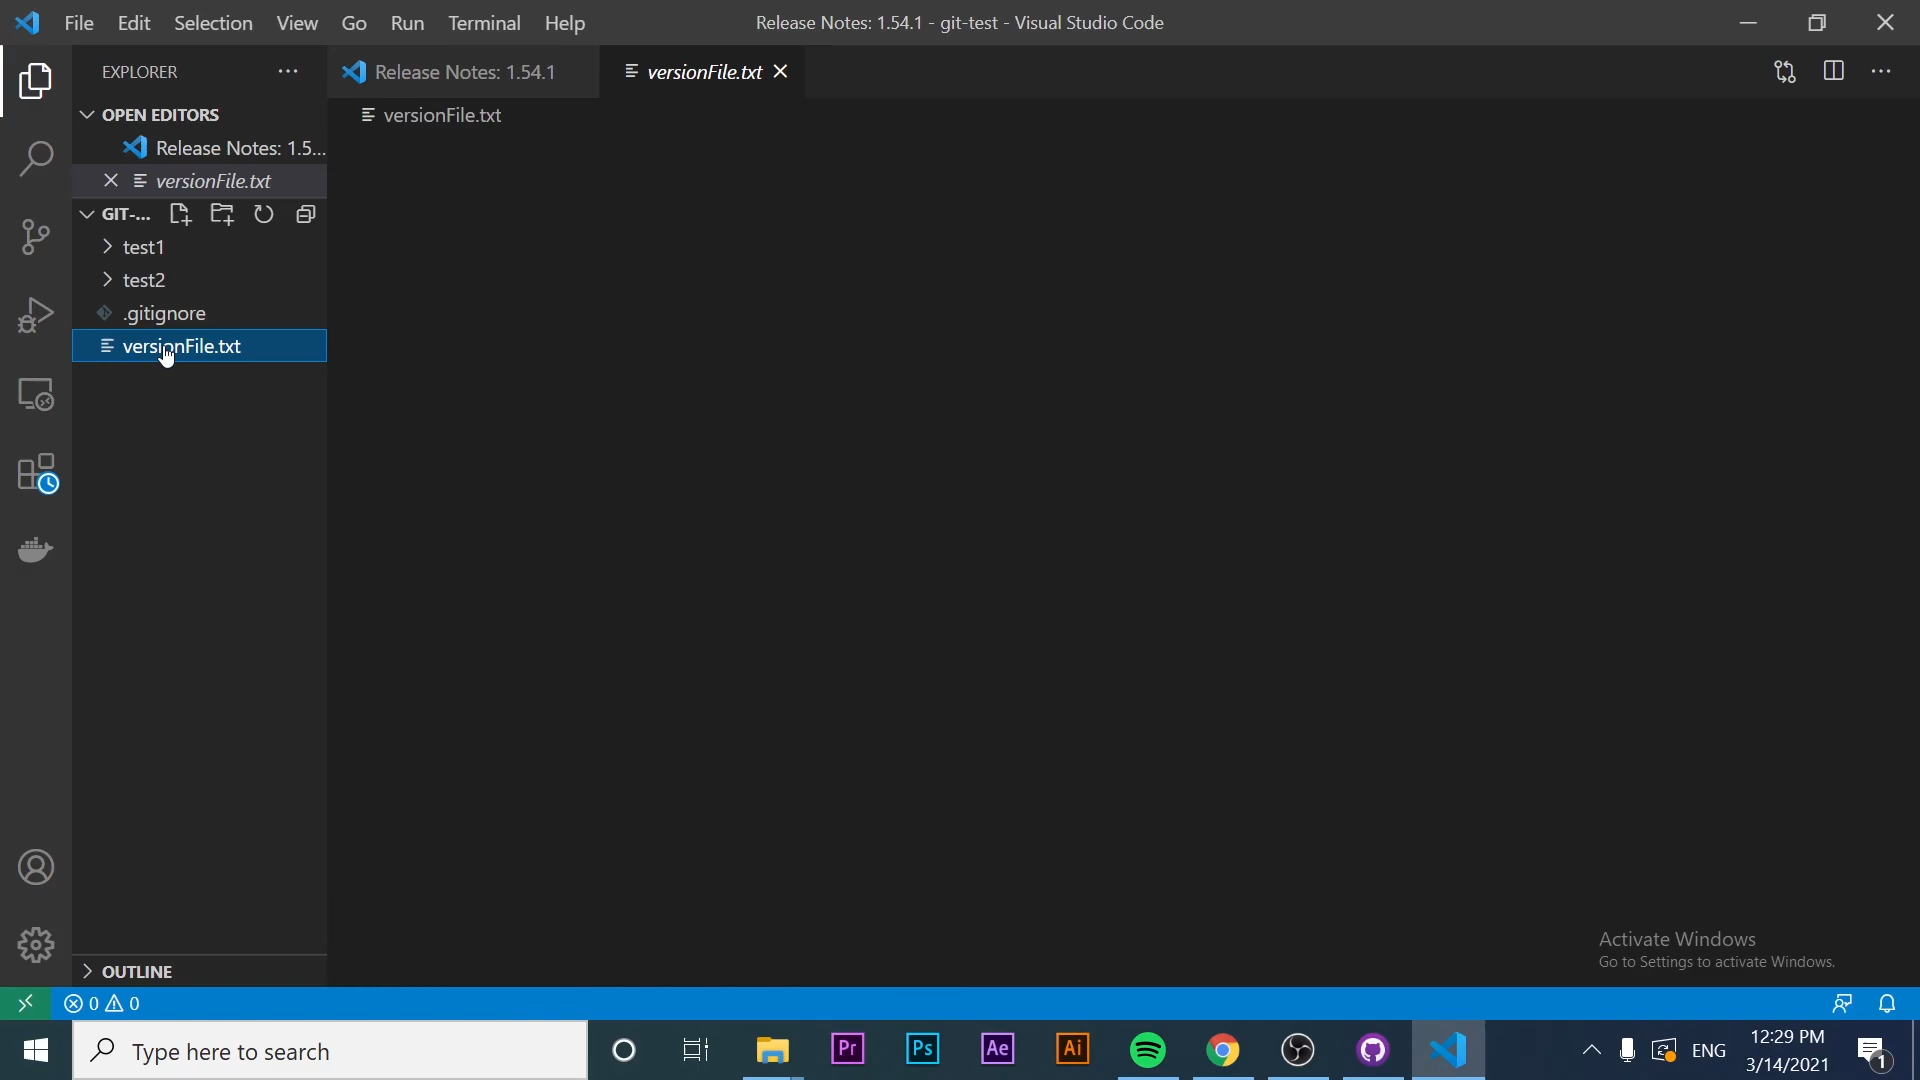 File Edit Selection View Go Run Terminal Help
Release Notes: 1.54.1 - git-test - Visual Studio Code
EXPLORER
Release Notes: 1.54.1
versionFile.txt
OPEN EDITORS
versionFile.txt
Release Notes: 1.5...
versionFile.txt
GIT-...
test1
test2
.gitignore
versionFile.txt
Activate Windows
Go to Settings to activate Windows.
OUTLINE
0 0
Type here to search
Pr Ps Ae Ai
ENG
12:29 PM
3/14/2021
1